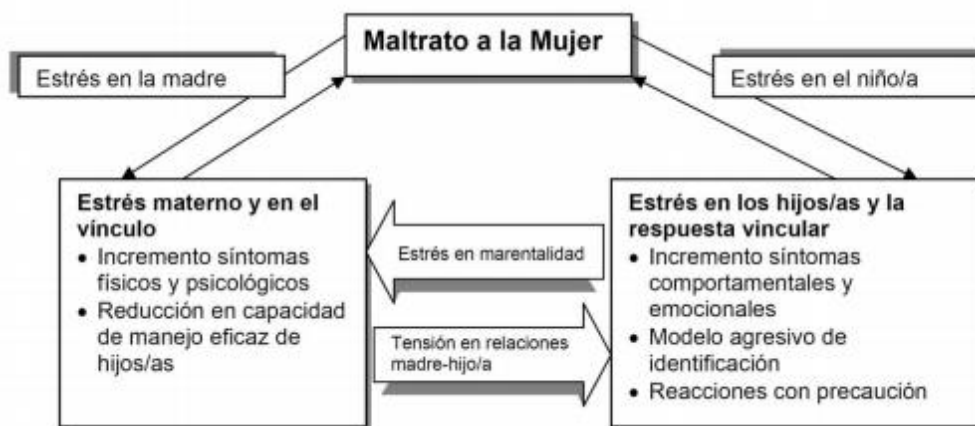 Maltrato a la Mujer
Estrés en la madre
Estrés en el niño/a
Estrés materno y en el
vínculo
• Incremento síntomas
físicos y psicológicos
• Reducción en capacidad
de manejo eficaz de
hijos/as
Estrés en marentalidad
Tensión en relaciones
madre-hijo/a
Estrés en los hijos/as y la
respuesta vincular
• Incremento síntomas
comportamentales y
emocionales
• Modelo agresivo de
identificación
• Reacciones con precaución